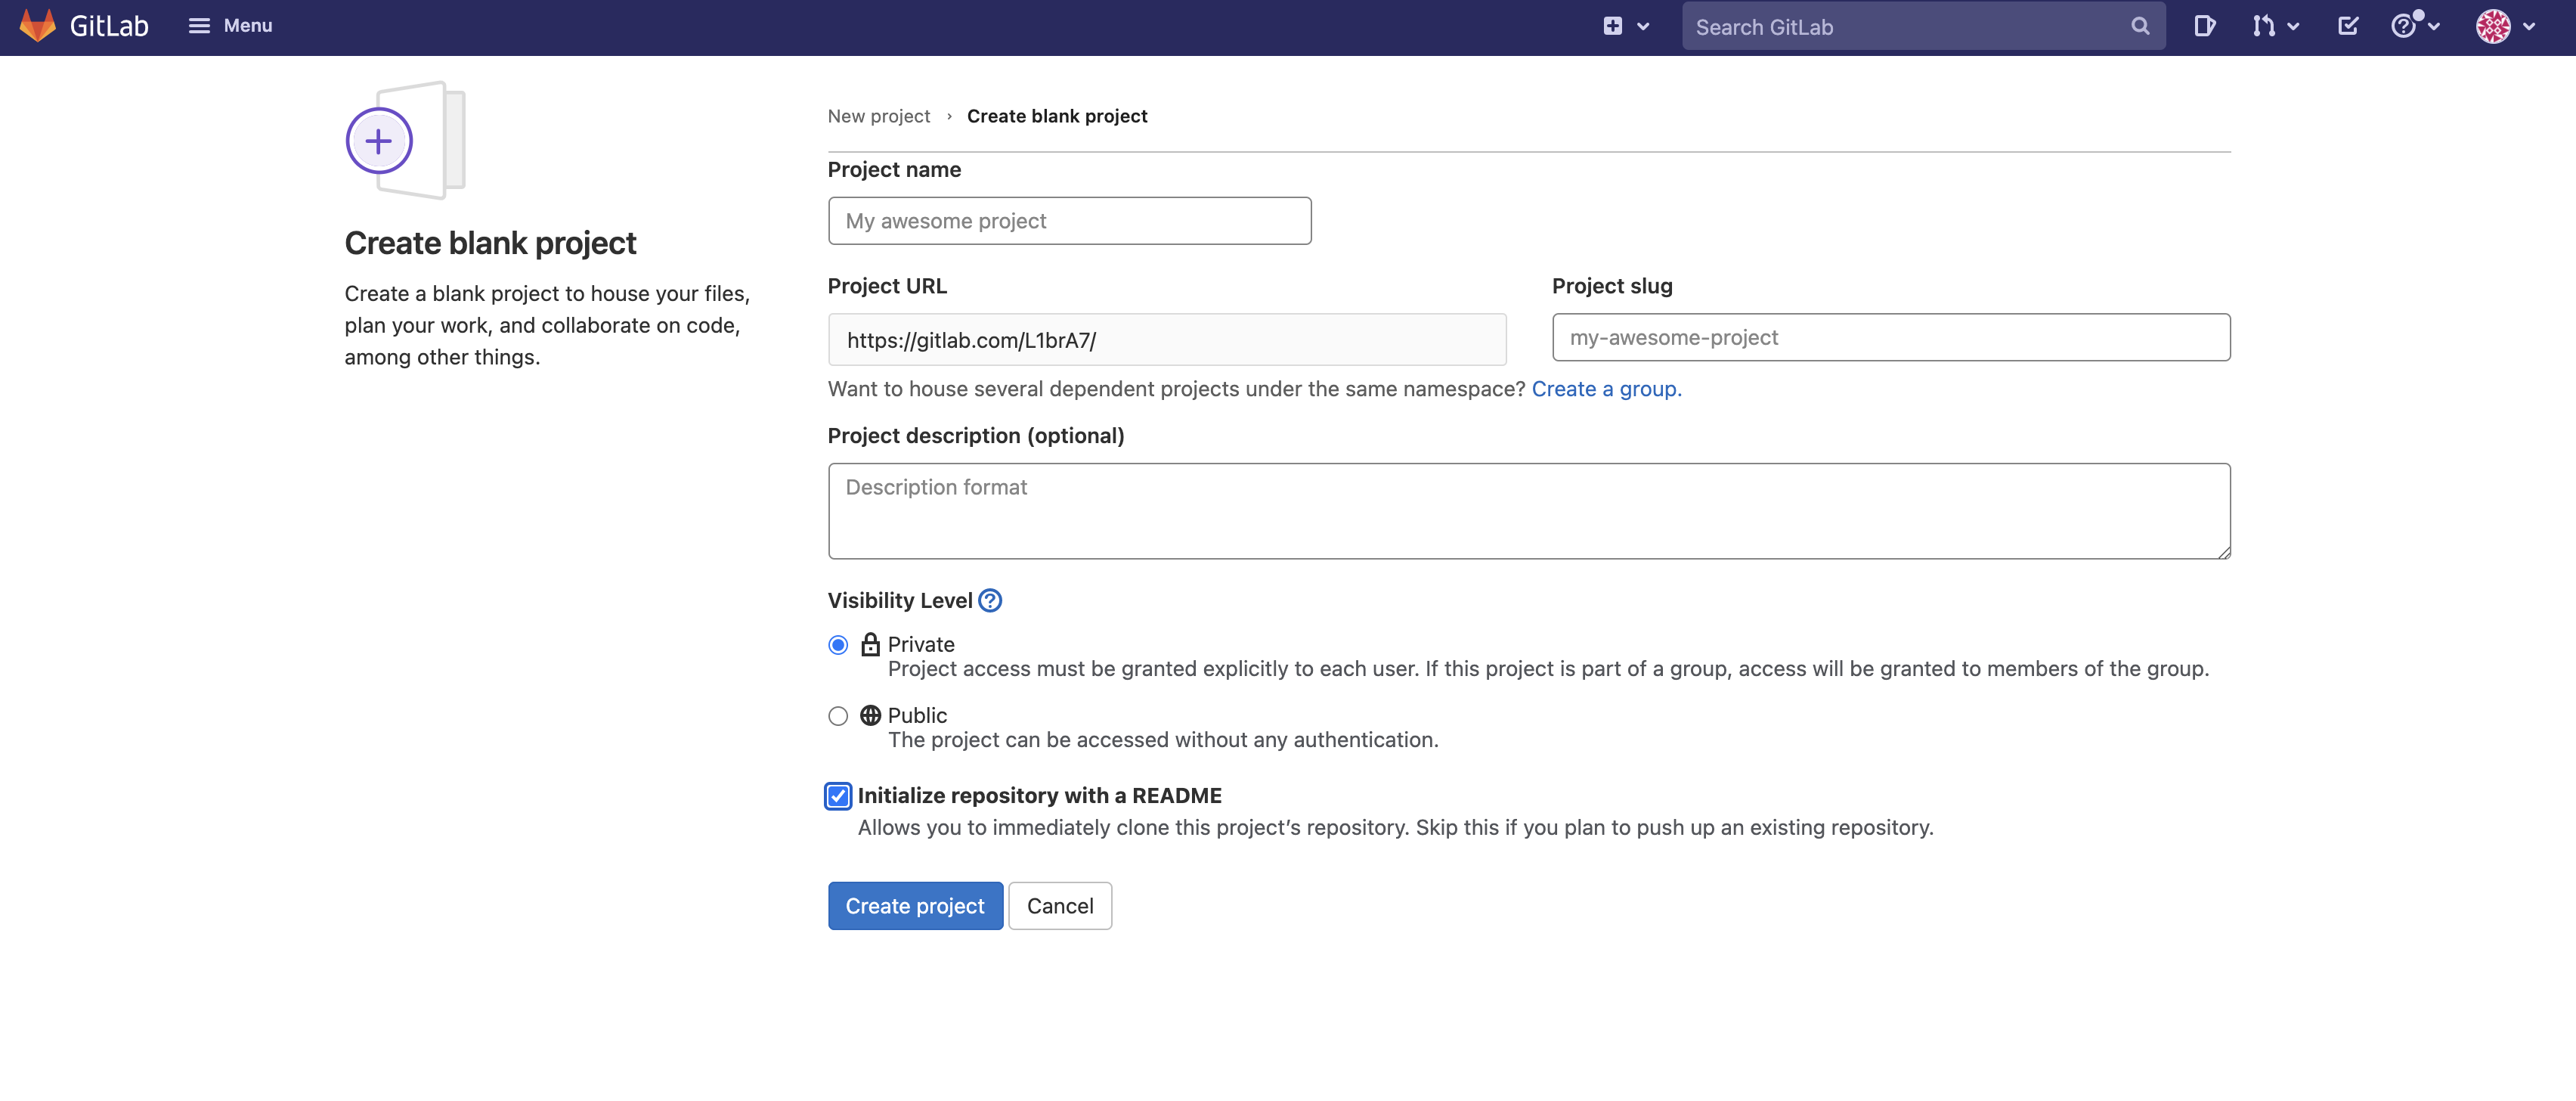 GitLab
Menu
Search GitLab
Create blank project
Create a blank project to house your files,
plan your work, and collaborate on code,
among other things.
New project › Create blank project
Project name
My awesome project
Project URL
Project slug
https://gitlab.com/L1brA7/
my-awesome-project
Want to house several dependent projects under the same namespace? Create a group.
Project description (optional)
Description format
Visibility Level
Private
Project access must be granted explicitly to each user. If this project is part of a group, access will be granted to members of the group.
Public
The project can be accessed without any authentication.
Initialize repository with a README
Allows you to immediately clone this project’s repository. Skip this if you plan to push up an existing repository.
Create project
Cancel